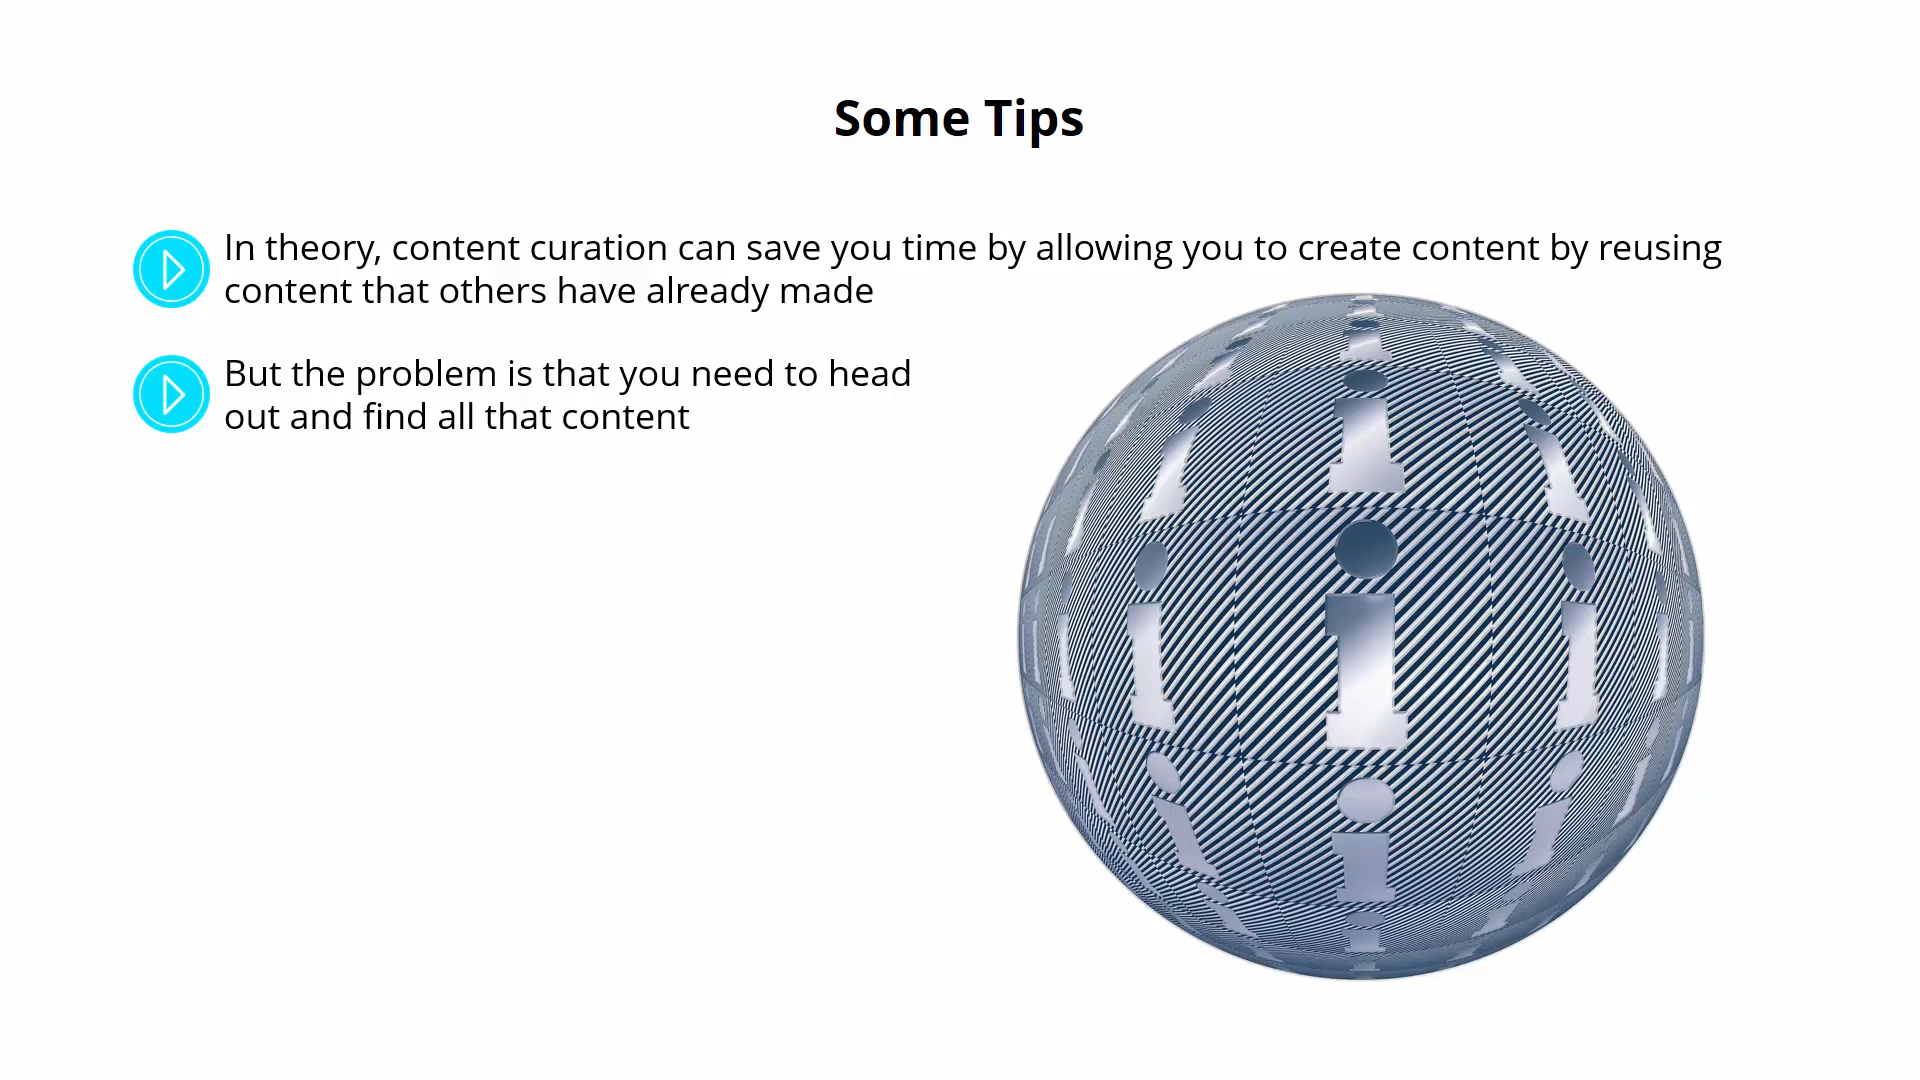 Some Tips
In theory, content curation can save you time by allowing you to create content by reusing
content that others have already made
But the problem is that you need to head
out and find all that content